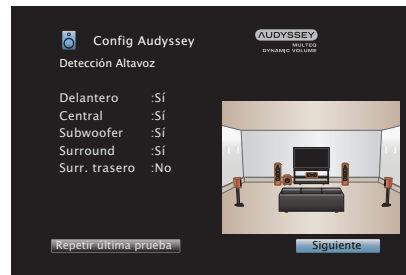 Config Audyssey
AUDYSSEY
MULTEQ
DYNAMIC VOLUME
Detección Altavoz
Delantero :Sí
Central :Sí
Subwoofer :Sí
Surround :Sí
Surr. trasero :No
Repetir última prueba
Siguiente